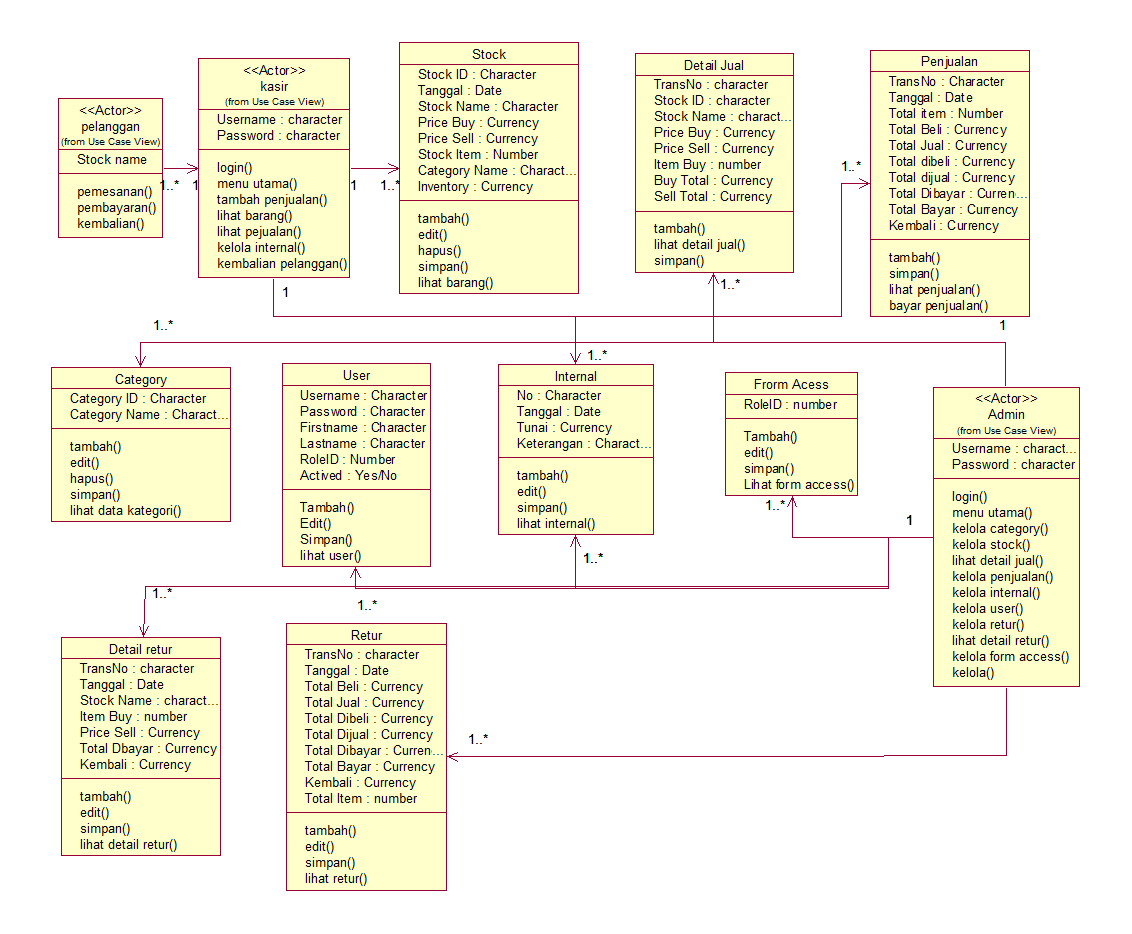 <<Actor>>
pelanggan
(from Use Case View)
Stock name
pemesanan()
pembayaran()
kembalian()
1..*
1
<<Actor>>
kasir
(from Use Case View)
Username : character
Password : character
login()
menu utama()
tambah penjualan()
lihat barang()
lihat pejualan()
kelola internal()
kembalian pelanggan()
1
1..*
1
Stock
Stock ID : Character
Tanggal : Date
Stock Name : Character
Price Buy : Currency
Price Sell : Currency
Stock Item : Number
Category Name : Charact...
Inventory : Currency
tambah()
edit()
hapus()
simpan()
lihat barang()
Detail Jual
TransNo : character
Stock ID : character
Stock Name : charact...
Price Buy : Currency
Price Sell : Currency
Item Buy : number
Buy Total : Currency
Sell Total : Currency
tambah()
lihat detail jual()
simpan()
1..*
1..*
Penjualan
TransNo : Character
Tanggal : Date
Total item : Number
Total Beli : Currency
Total Jual : Currency
Total dibeli : Currency
Total dijual : Currency
Total Dibayar : Curren...
Total Bayar : Currency
Kembali : Currency
tambah()
simpan()
lihat penjualan()
bayar penjualan()
1
1..*
Category
Category ID : Character
Category Name : Charact...
tambah()
edit()
hapus()
simpan()
lihat data kategori()
User
Username : Character
Password : Character
Firstname : Character
Lastname : Character
RoleID : Number
Actived : Yes/No
Tambah()
Edit()
Simpan()
lihat user()
1..*
1..*
Internal
No : Character
Tanggal : Date
Tunai : Currency
Keterangan : Charact...
tambah()
edit()
simpan()
lihat internal()
1..*
Frorm Acess
RoleID : number
Tambah()
edit()
simpan()
Lihat form access()
1..*
1
<<Actor>>
Admin
(from Use Case View)
Username : charact...
Password : character
login()
menu utama()
kelola category()
kelola stock()
lihat detail jual()
kelola penjualan()
kelola internal()
kelola user()
kelola retur()
lihat detail retur()
kelola form access()
kelola()
1..*
Detail retur
TransNo : character
Tanggal : Date
Stock Name : charact...
Item Buy : number
Price Sell : Currency
Total Dbayar : Currency
Kembali : Currency
tambah()
edit()
simpan()
lihat detail retur()
Retur
TransNo : character
Tanggal : Date
Total Beli : Currency
Total Jual : Currency
Total Dibeli : Currency
Total Dijual : Currency
Total Dibayar : Curren...
Total Bayar : Currency
Kembali : Currency
Total Item : number
tambah()
edit()
simpan()
lihat retur()
1..*